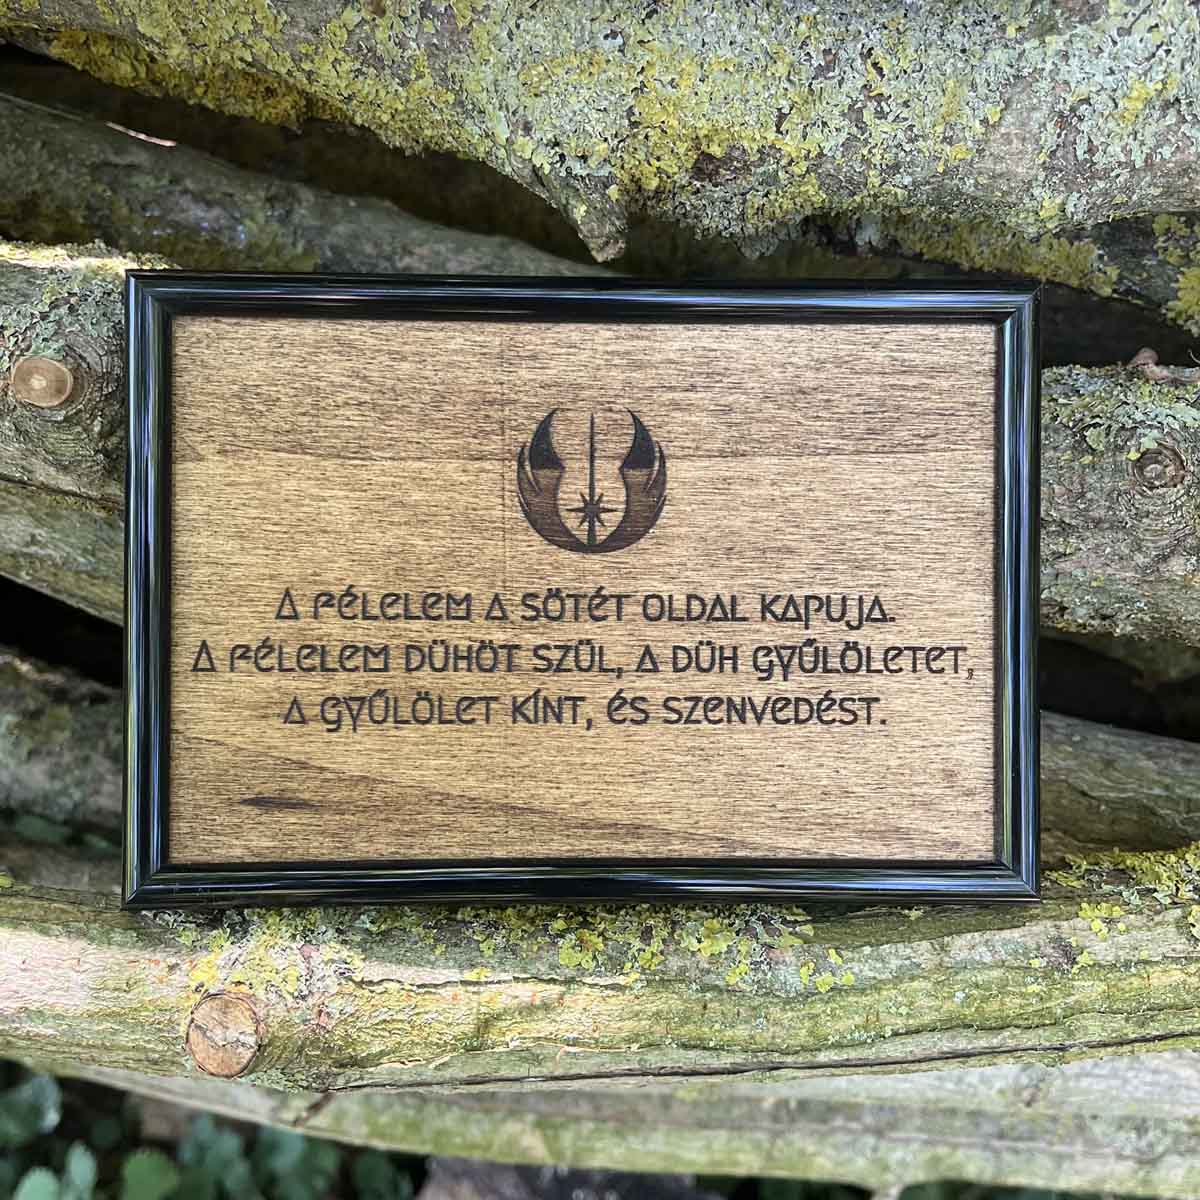 A FÉLELEM A SÖTÉT OLDAL KAPUJA.
A FÉLELEM DÜHÖT SZÜL, A DÜH GYŰLÖLETET,
A GYŰLÖLET KÍNT, ÉS SZENVEDÉST.